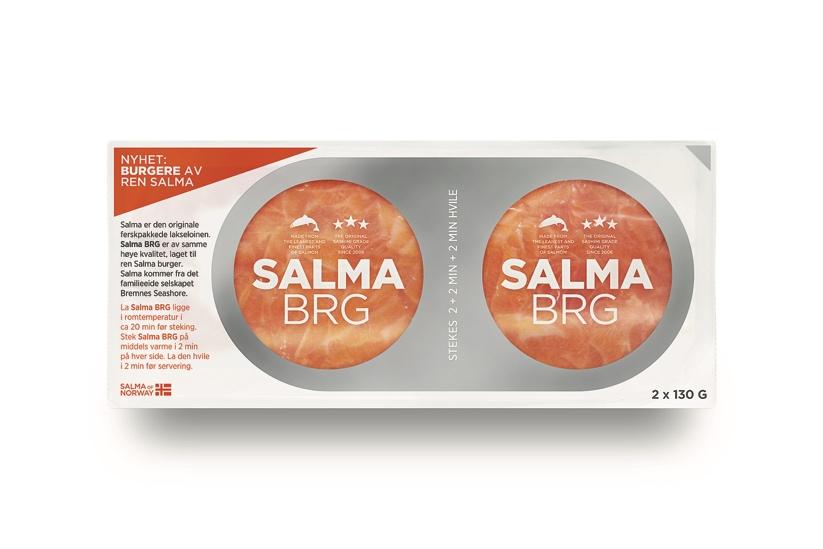 NYHET:
BURGERE AV
REN SALMA
Salma er den originale
ferskpakkede lakseloinen.
Salma BRG er av samme
høye kvalitet, laget til
ren Salma burger.
Salma kommer fra det
familieeide selskapet
Bremnes Seashore.
La Salma BRG ligge
i romtemperatur i
ca 20 min før steking.
Stek Salma BRG på
middels varme i 2 min
på hver side. La den hvile
i 2 min før servering.
SALMA OF
NORWAY
MADE FROM
THE LEANEST AND
FINEST PARTS
OF SALMON
THE ORIGINAL
SASHIMI GRADE
QUALITY
SINCE 2006
SALMA
BRG
STEKES 2 + 2 MIN + 2 MIN HVILE
MADE FROM
THE LEANEST AND
FINEST PARTS
OF SALMON
THE ORIGINAL
SASHIMI GRADE
QUALITY
SINCE 2006
SALMA
BRG
2 x 130 G